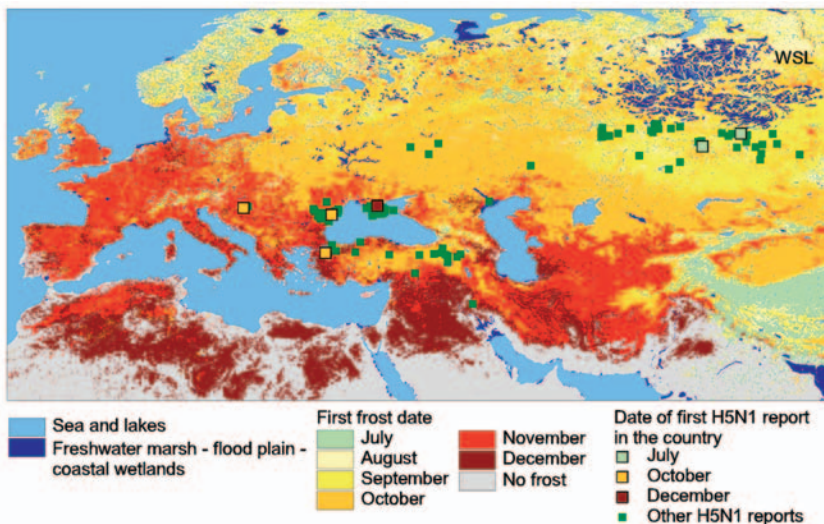 WSL
Sea and lakes
Freshwater marsh - flood plain -
coastal wetlands
First frost date
July
August
September
October
November
December
No frost
Date of first H5N1 report
in the country
July
October
December
Other H5N1 reports